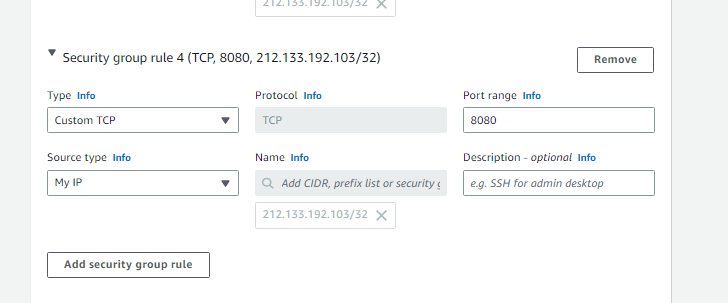 212.133.192.103/32
Security group rule 4 (TCP, 8080, 212.133.192.103/32)
Remove
Type Info
Protocol Info
Port range Info
Custom TCP
TCP
8080
Source type Info
Name Info
Description - optional Info
My IP
Add CIDR, prefix list or security g
e.g. SSH for admin desktop
212.133.192.103/32
Add security group rule